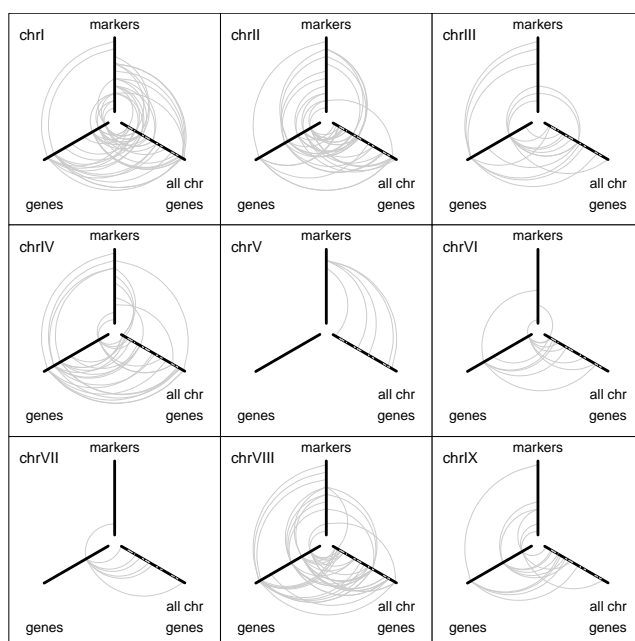 chrI
markers
genes
all chr
genes
chrII
markers
genes
all chr
genes
chrIII
markers
genes
all chr
genes
chrIV
markers
genes
all chr
genes
chrV
markers
genes
all chr
genes
chrVI
markers
genes
all chr
genes
chrVII
markers
genes
all chr
genes
chrVIII
markers
genes
all chr
genes
chrIX
markers
genes
all chr
genes